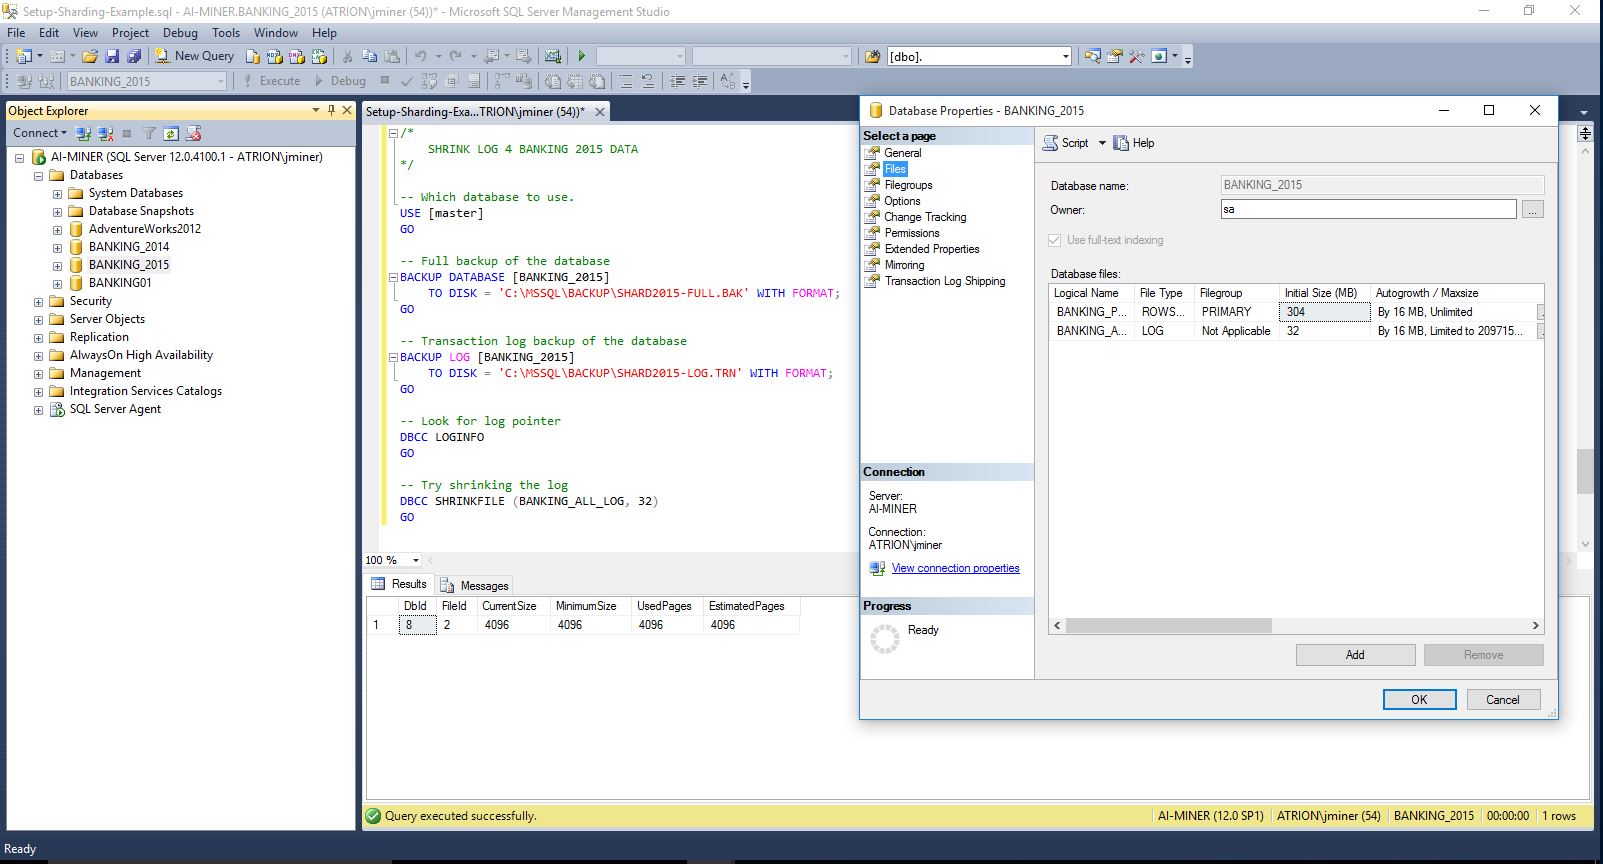 Setup-Sharding-Example.sql - AI-MINER.BANKING_2015 (ATRION\jminer (54))* - Microsoft SQL Server Management Studio
File Edit View Project Debug Tools Window Help
New Query [dbo].
BANKING_2015 Execute Debug
Object Explorer
Connect
AI-MINER (SQL Server 12.0.4100.1 - ATRION\jminer)
Databases
System Databases
Database Snapshots
AdventureWorks2012
BANKING_2014
BANKING_2015
BANKING01
Security
Server Objects
Replication
AlwaysOn High Availability
Management
Integration Services Catalogs
SQL Server Agent
Setup-Sharding-Exa...TRION\jminer (54))*
/*
SHRINK LOG 4 BANKING 2015 DATA
*/
-- Which database to use.
USE [master]
GO
-- Full backup of the database
BACKUP DATABASE [BANKING_2015]
TO DISK = 'C:\MSSQL\BACKUP\SHARD2015-FULL.BAK' WITH FORMAT;
GO
-- Transaction log backup of the database
BACKUP LOG [BANKING_2015]
TO DISK = 'C:\MSSQL\BACKUP\SHARD2015-LOG.TRN' WITH FORMAT;
GO
-- Look for log pointer
DBCC LOGINFO
GO
-- Try shrinking the log
DBCC SHRINKFILE (BANKING_ALL_LOG, 32)
GO
100 %
Results Messages
DbId FileId CurrentSize MinimumSize UsedPages EstimatedPages
1 8 2 4096 4096 4096 4096
Query executed successfully.
AI-MINER (12.0 SP1) ATRION\jminer (54) BANKING_2015 00:00:00 1 rows
Ready
Database Properties - BANKING_2015
Select a page
General
Files
Filegroups
Options
Change Tracking
Permissions
Extended Properties
Mirroring
Transaction Log Shipping
Connection
Server:
AI-MINER
Connection:
ATRION\jminer
View connection properties
Progress
Ready
Script Help
Database name: BANKING_2015
Owner: sa ...
Use full-text indexing
Database files:
Logical Name File Type Filegroup Initial Size (MB) Autogrowth / Maxsize
BANKING_P... ROWS... PRIMARY 304 By 16 MB, Unlimited
BANKING_A... LOG Not Applicable 32 By 16 MB, Limited to 209715...
Add Remove
OK Cancel